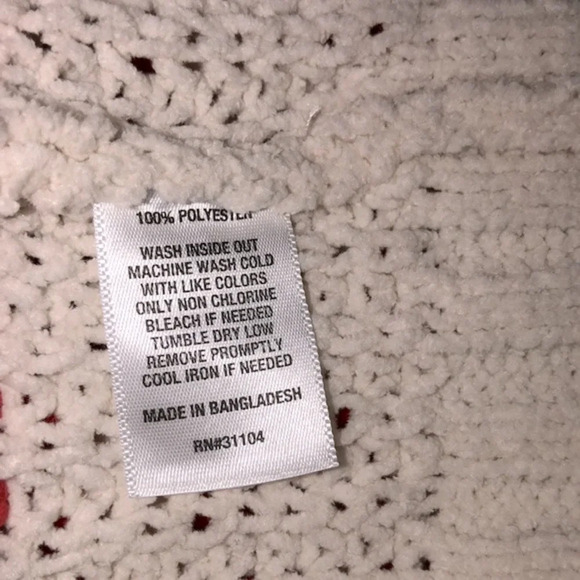 100% POLYESTER
WASH INSIDE OUT
MACHINE WASH COLD
WITH LIKE COLORS
ONLY NON CHLORINE
BLEACH IF NEEDED
TUMBLE DRY LOW
REMOVE PROMPTLY
COOL IRON IF NEEDED
MADE IN BANGLADESH
RN#31104